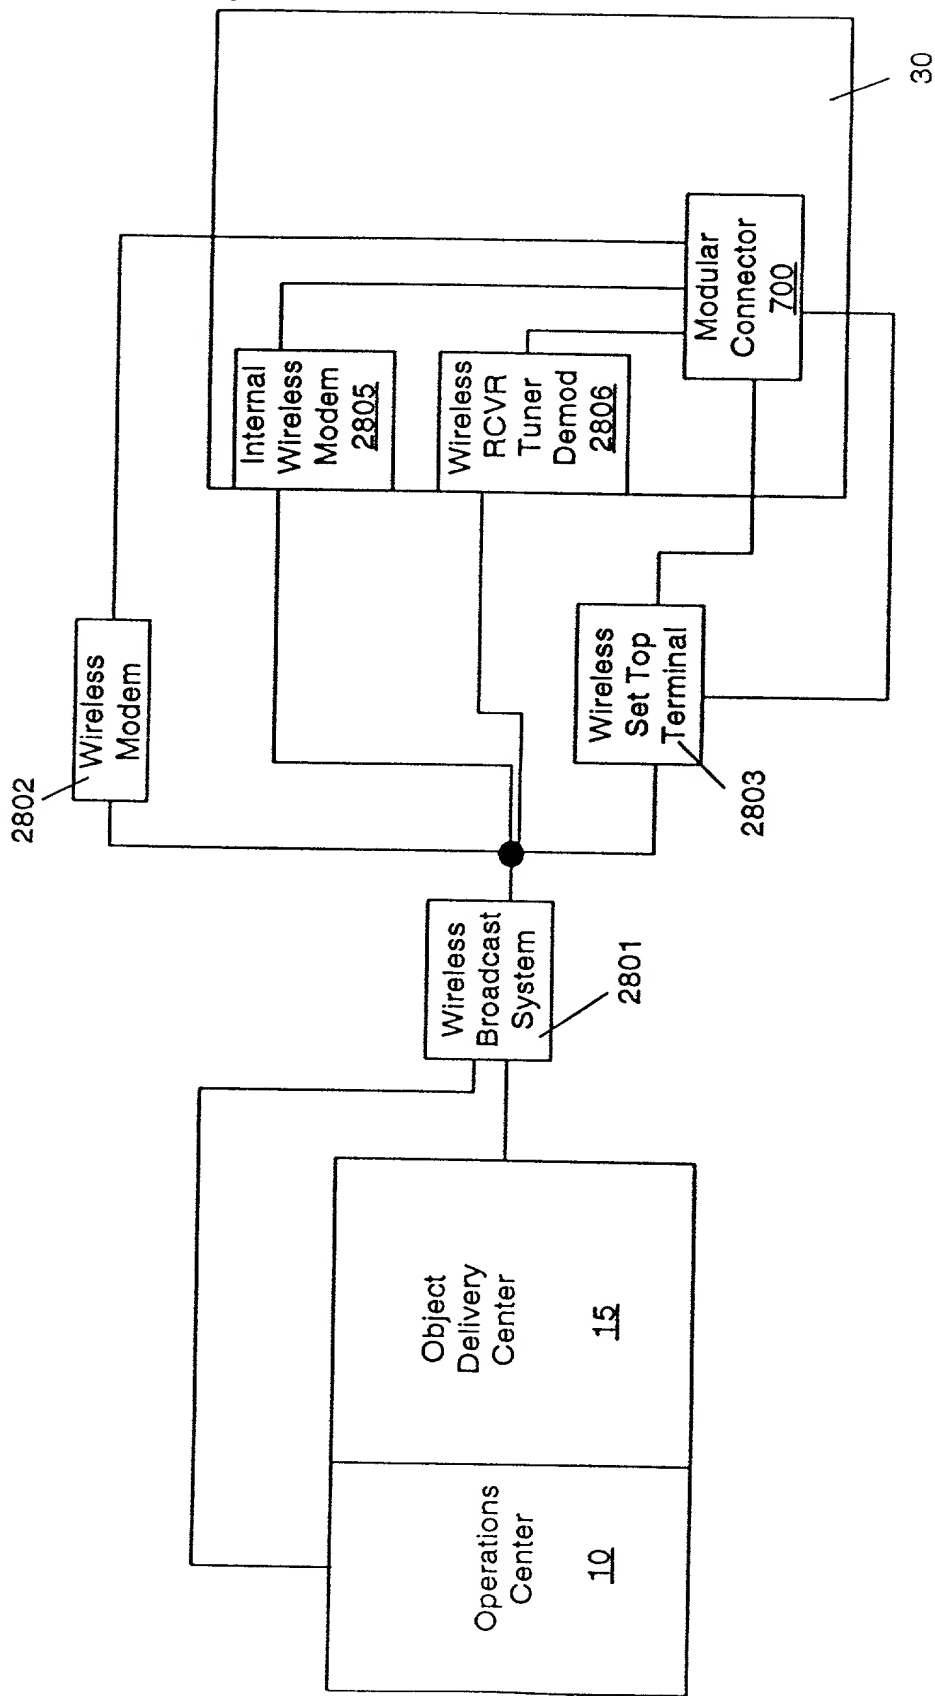 Operations
Center
10
Object
Delivery
Center
15
Wireless
Broadcast
System
2801
2802
Wireless
Modem
Internal
Wireless
Modem
2805
Wireless
RCVR
Tuner
Demod
2806
Wireless
Set Top
Terminal
2803
Modular
Connector
700
30